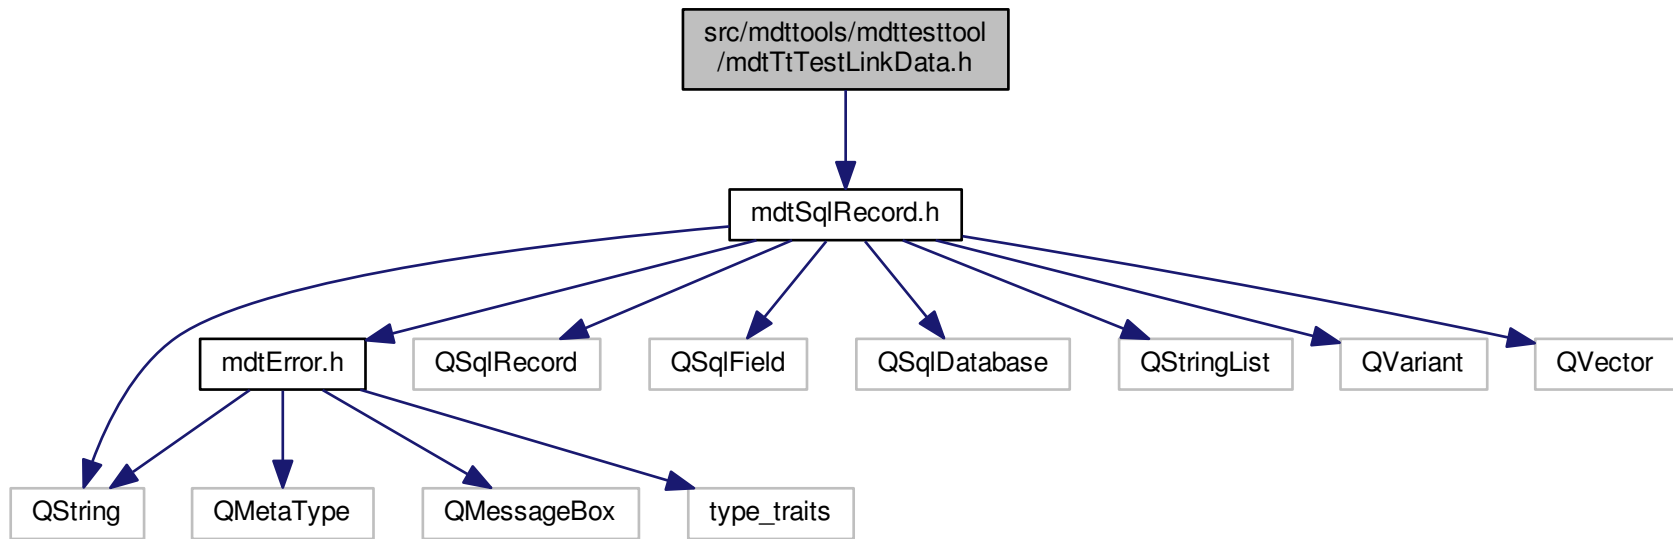 src/mdttools/mdttesttool
/mdtTtTestLinkData.h
mdtSqlRecord.h
mdtError.h
QSqlRecord
QSqlField
QSqlDatabase
QStringList
QVariant
QVector
QString
QMetaType
QMessageBox
type_traits